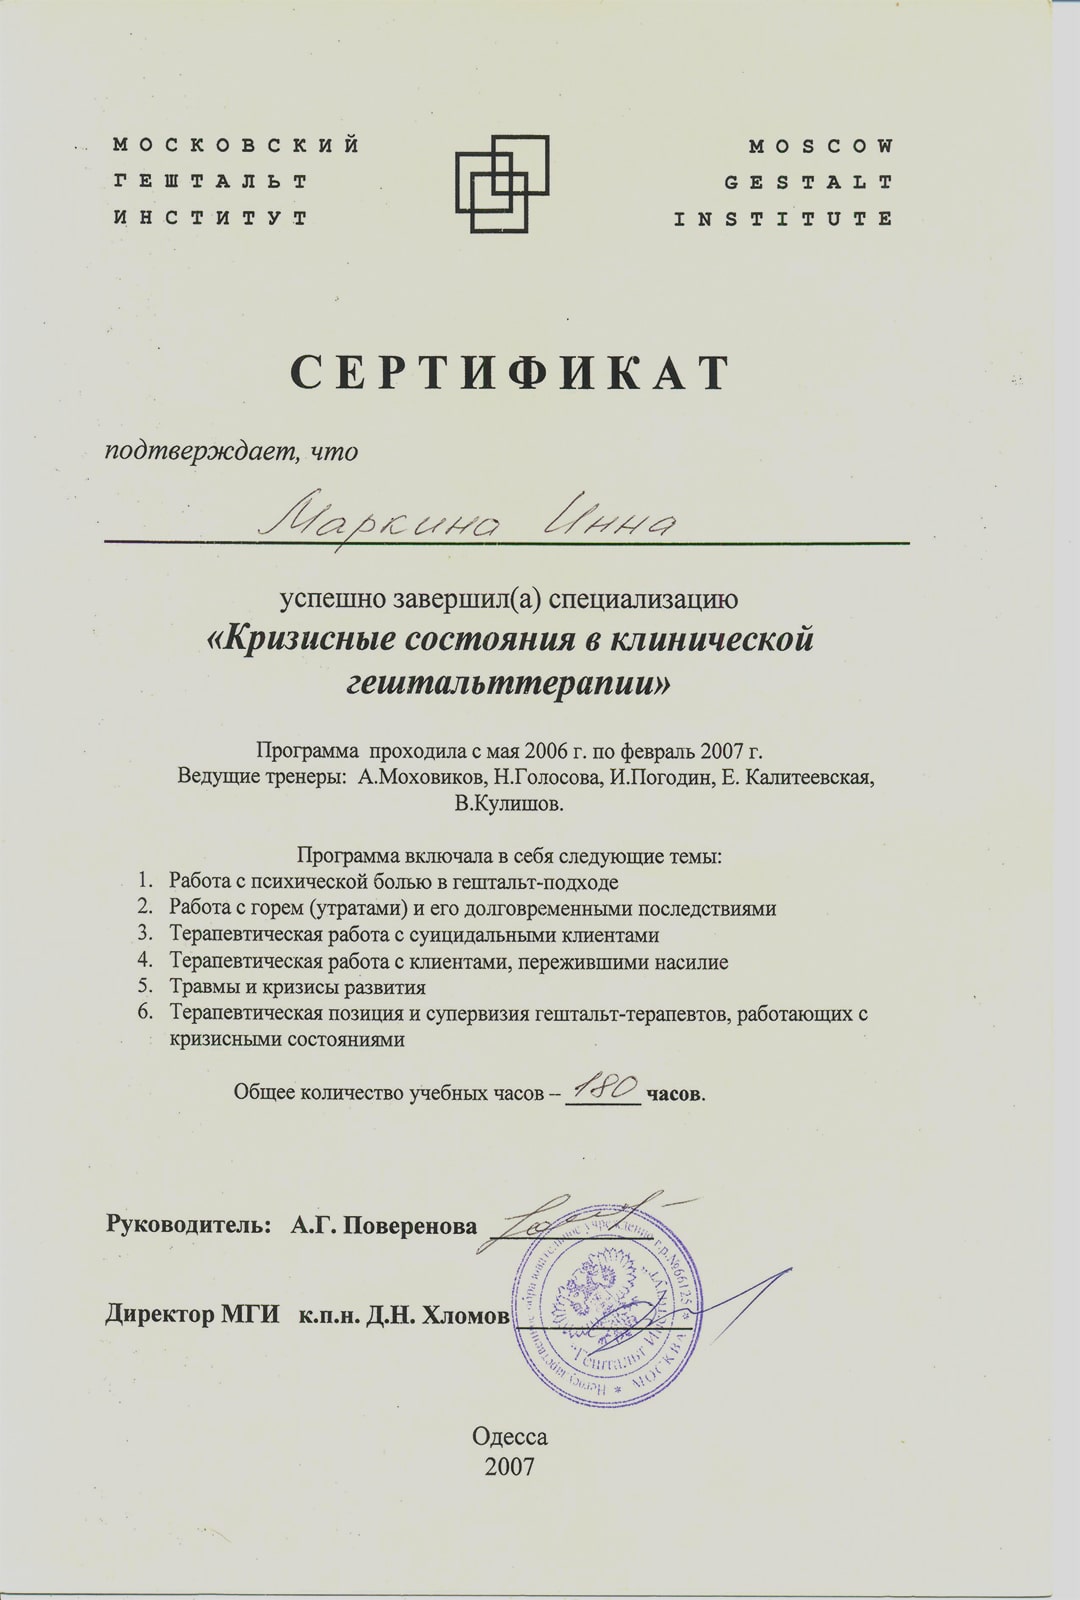 МОСКОВСКИЙ
ГЕШТАЛЬТ
ИНСТИТУТ
MOSCOW
GESTALT
INSTITUTE
СЕРТИФИКАТ
подтверждает, что
Маркина Инна
успешно завершил(а) специализацию
«Кризисные состояния в клинической
гештальттерапии»
Программа проходила с мая 2006 г. по февраль 2007 г.
Ведущие тренеры: А.Моховиков, Н.Голосова, И.Погодин, Е. Калитеевская,
В.Кулишов.
Программа включала в себя следующие темы:
1. Работа с психической болью в гештальт-подходе
2. Работа с горем (утратами) и его долговременными последствиями
3. Терапевтическая работа с суицидальными клиентами
4. Терапевтическая работа с клиентами, пережившими насилие
5. Травмы и кризисы развития
6. Терапевтическая позиция и супервизия гештальт-терапевтов, работающих с
кризисными состояниями
Общее количество учебных часов – 180 часов.
Руководитель: А.Г. Поверенова
Директор МГИ к.п.н. Д.Н. Хломов
учреждение г.р.№66125 * МОСКВА *
"Гештальт
Одесса
2007